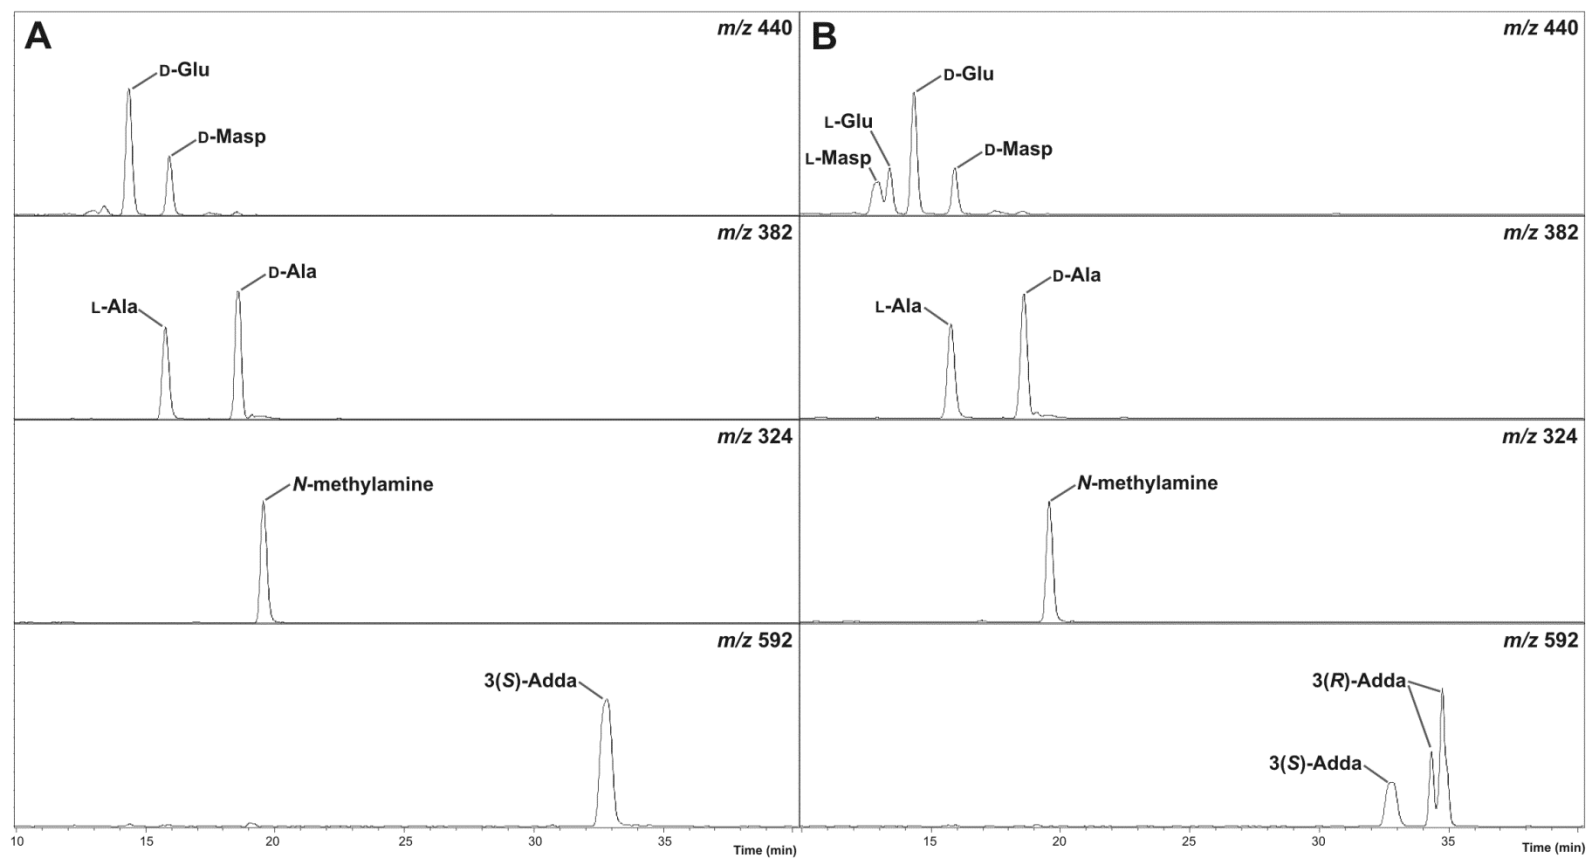 A
m/z 440
D-Glu
D-Masp
m/z 382
D-Ala
L-Ala
m/z 324
N-methylamine
m/z 592
3(S)-Adda
10 15 20 25 30 35 Time (min)
B
m/z 440
D-Glu
L-Glu
L-Masp
D-Masp
m/z 382
D-Ala
L-Ala
m/z 324
N-methylamine
m/z 592
3(R)-Adda
3(S)-Adda
15 20 25 30 35 Time (min)